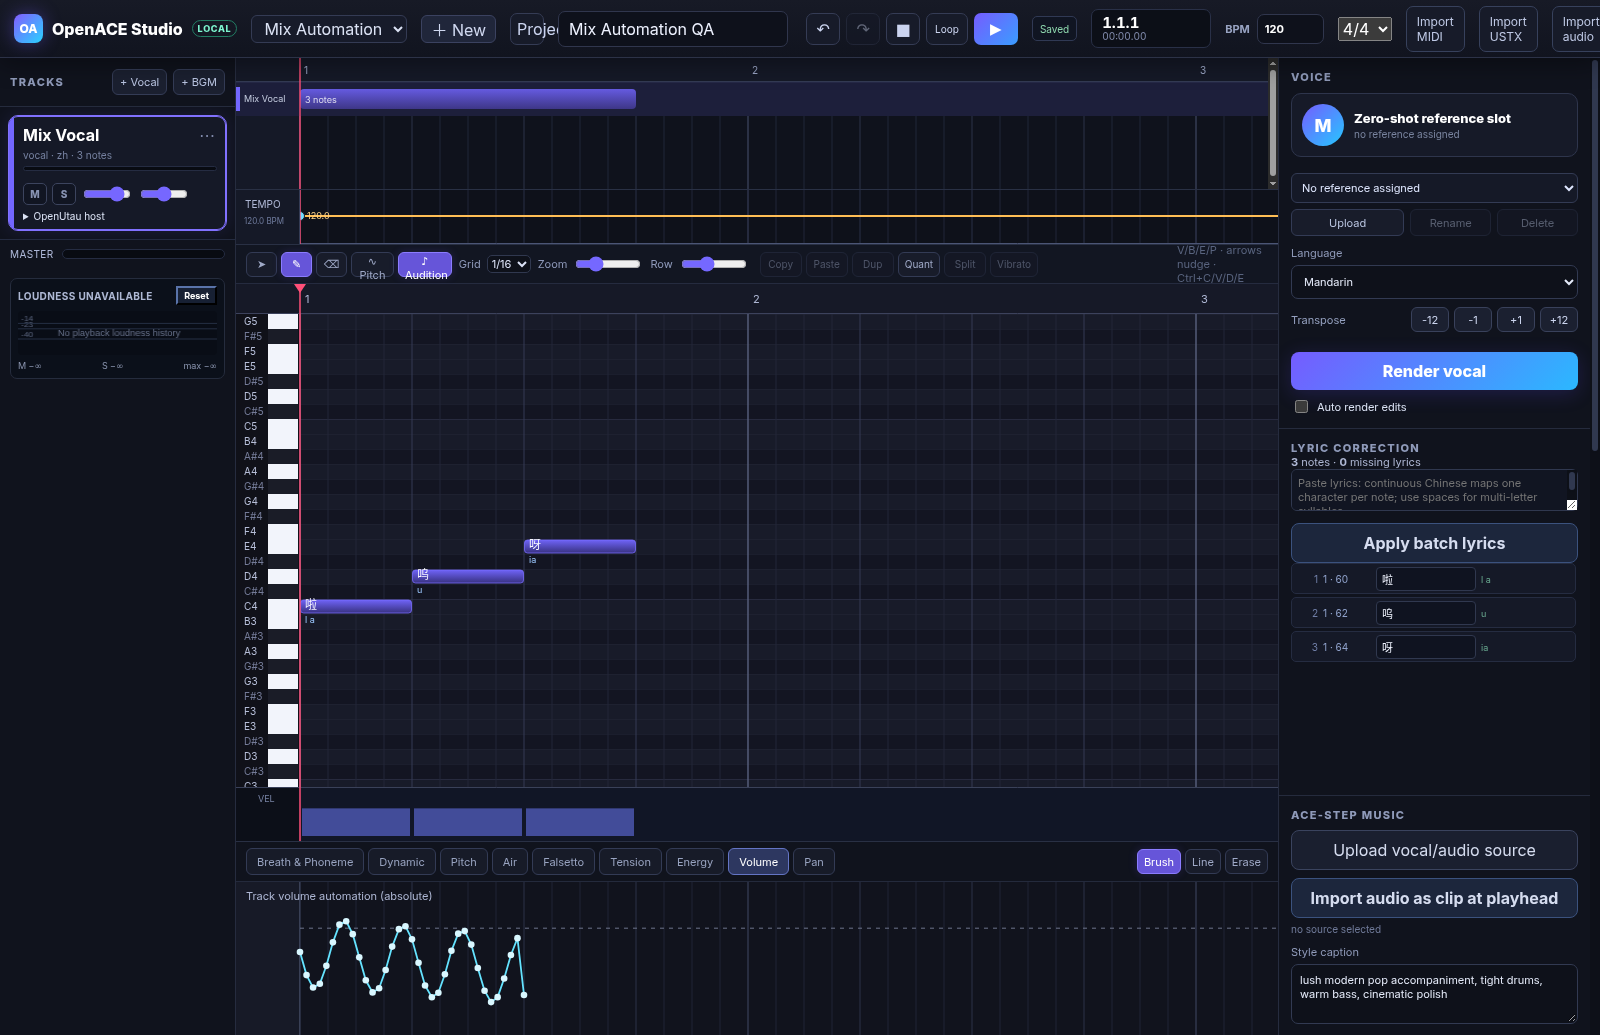 OA OpenACE Studio LOCAL Mix Automation + New Projec Mix Automation QA Loop Saved 1.1.1 00:00.00 BPM 120 4/4 Import MIDI Import USTX Import audio
TRACKS + Vocal + BGM
Mix Vocal ...
vocal · zh · 3 notes
M S
▶ OpenUtau host
MASTER
LOUDNESS UNAVAILABLE Reset
-14
-23
-40
No playback loudness history
M −∞ S −∞ max −∞
1 2 3
Mix Vocal 3 notes
TEMPO
120.0 BPM
120.0
Pitch Audition Grid 1/16 Zoom Row Copy Paste Dup Quant Split Vibrato
V/B/E/P · arrows
nudge ·
Ctrl+C/V/D/E
1 2 3
G5
F#5
F5
E5
D#5
D5
C#5
C5
B4
A#4
A4
G#4
G4
F#4
F4
E4 呀
D#4 ia
D4 呜
C#4 u
C4 啦
B3 l a
A#3
A3
G#3
G3
F#3
F3
E3
D#3
D3
C#3
C3
VEL
Breath & Phoneme Dynamic Pitch Air Falsetto Tension Energy Volume Pan Brush Line Erase
Track volume automation (absolute)
VOICE
M Zero-shot reference slot
no reference assigned
No reference assigned
Upload Rename Delete
Language
Mandarin
Transpose -12 -1 +1 +12
Render vocal
Auto render edits
LYRIC CORRECTION
3 notes · 0 missing lyrics
Paste lyrics: continuous Chinese maps one
character per note; use spaces for multi-letter
Apply batch lyrics
1 1 · 60 啦 l a
2 1 · 62 呜 u
3 1 · 64 呀 ia
ACE-STEP MUSIC
Upload vocal/audio source
Import audio as clip at playhead
no source selected
Style caption
lush modern pop accompaniment, tight drums,
warm bass, cinematic polish